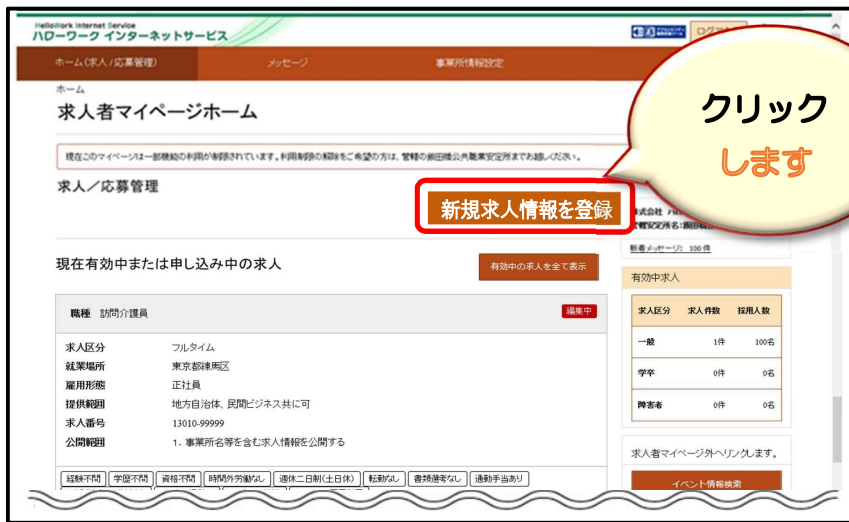 HelloWork Internet Service
ハローワーク インターネットサービス
ホーム(求人/応募管理)
メッセージ
事業所情報設定
ホーム
求人者マイページホーム
クリック
します
現在このマイページは一部機能の利用が制限されています。利用制限の解除をご希望の方は、管轄の飯田橋公共職業安定所までお越しください。
求人/応募管理
新規求人情報を登録
株式会社
管轄安定所名:飯田橋
新着メッセージ: 100 件
現在有効中または申し込み中の求人
有効中の求人を全て表示
有効中求人
職種 訪問介護員
編集中
求人区分 求人件数 採用人数
一般 1件 100名
学卒 0件 0名
障害者 0件 0名
求人区分 フルタイム
就業場所 東京都練馬区
雇用形態 正社員
提供範囲 地方自治体、民間ビジネス共に可
求人番号 13010-99999
公開範囲 1．事業所名等を含む求人情報を公開する
求人者マイページ外へリンクします。
経験不問 学歴不問 資格不問 時間外労働なし 週休二日制(土日休) 転勤なし 書類選考なし 通勤手当あり
イベント情報検索